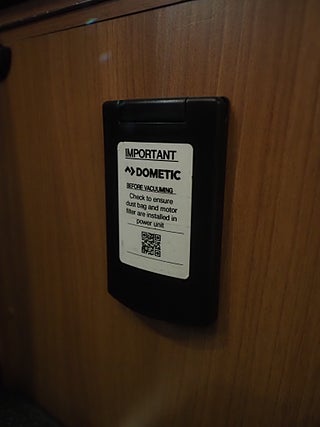 IMPORTANT
DOMETIC
BEFORE VACUUMING
Check to ensure
dust bag and motor
filter are installed in
power unit